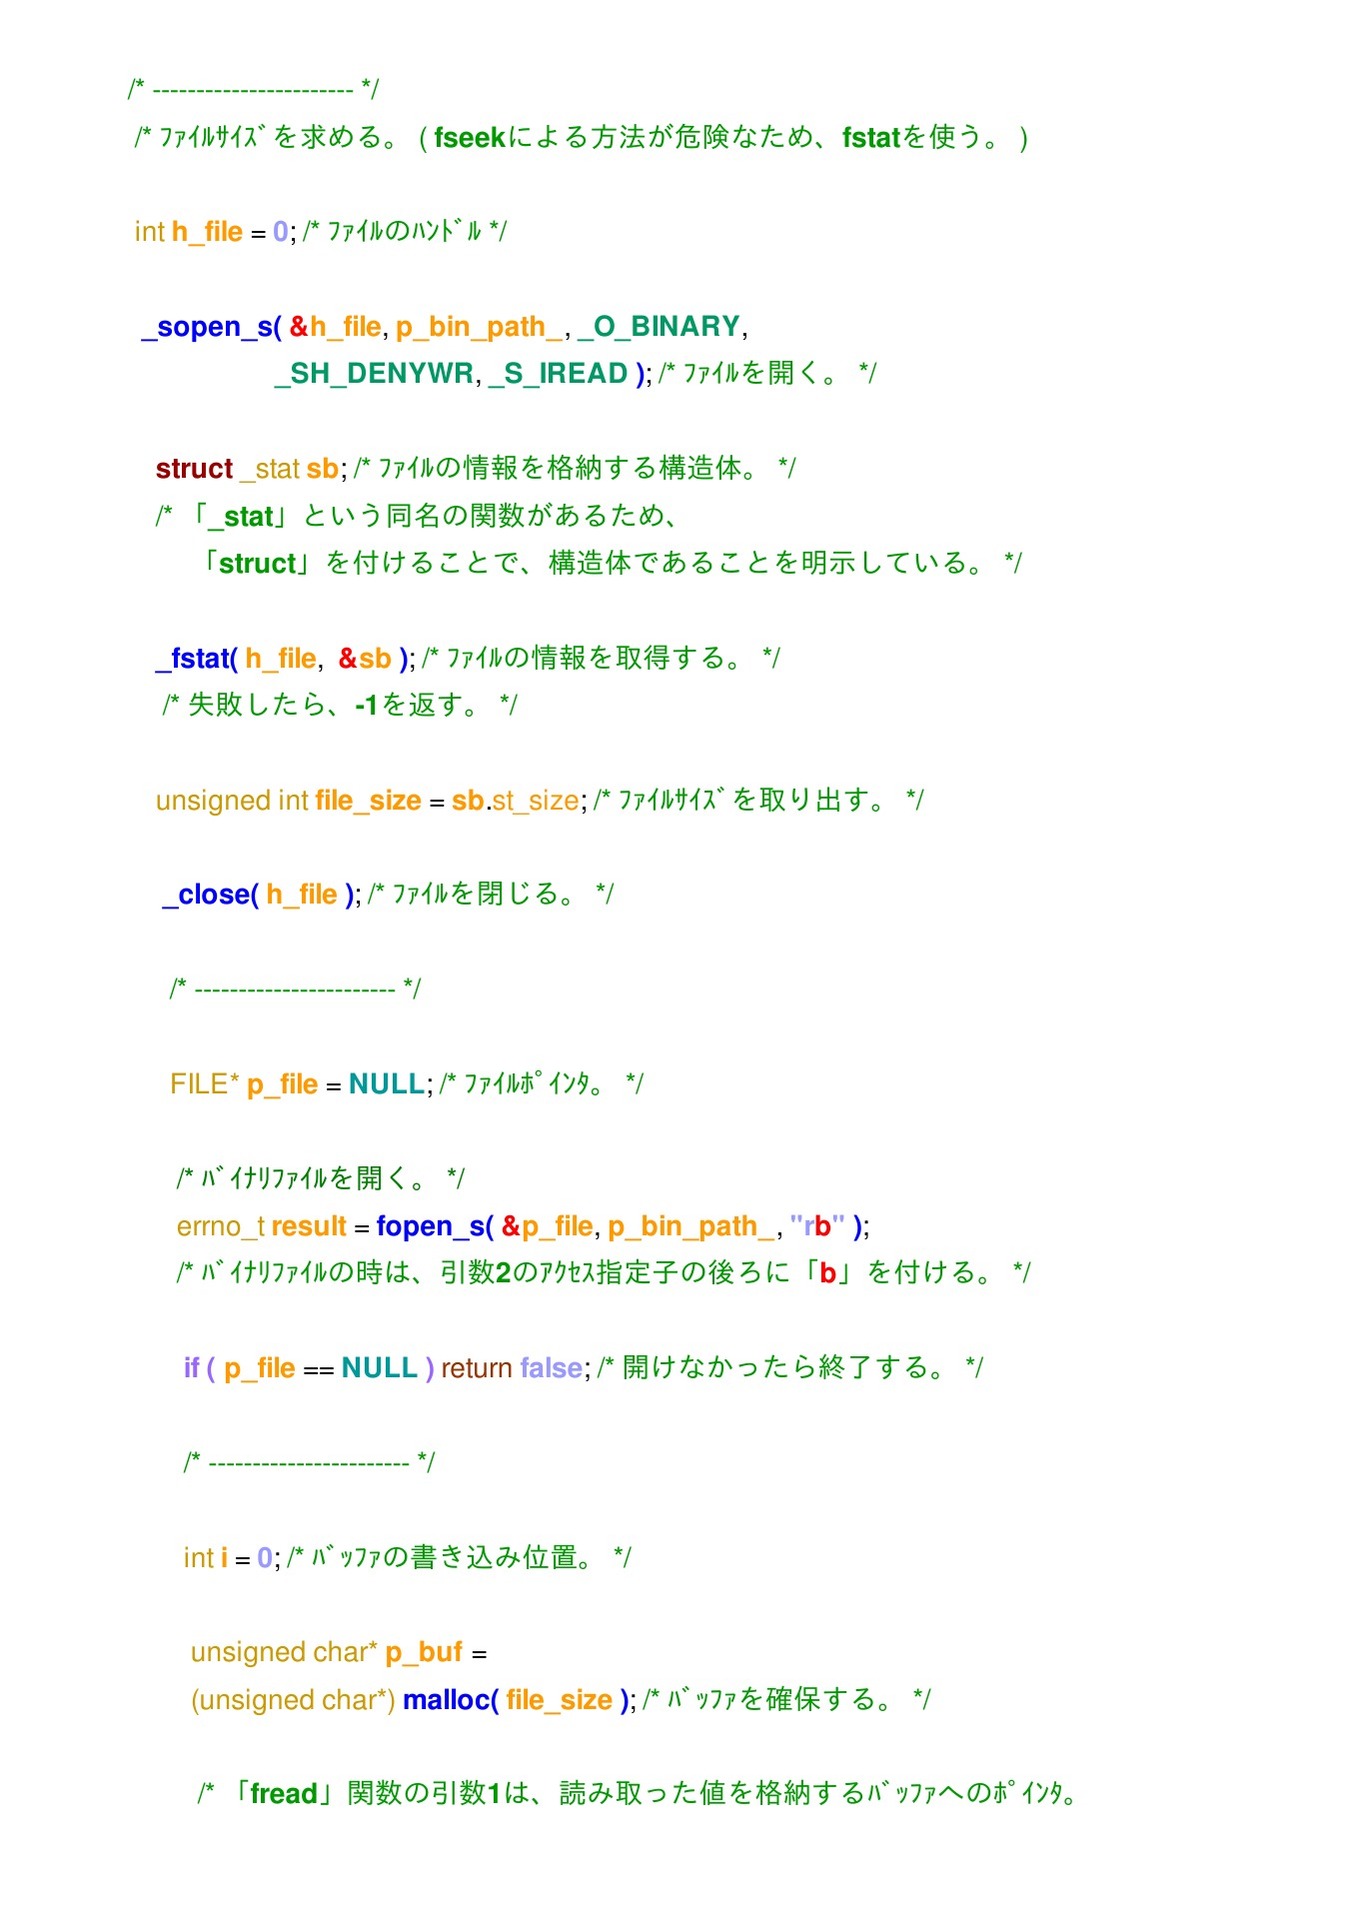 /* ----------------------- */
/* ﾌｧｲﾙｻｲｽﾞを求める。 ( fseekによる方法が危険なため、fstatを使う。 )
int h_file = 0; /* ﾌｧｲﾙのﾊﾝﾄﾞﾙ */
_sopen_s( &h_file, p_bin_path_, _O_BINARY,
_SH_DENYWR, _S_IREAD ); /* ﾌｧｲﾙを開く。 */
struct _stat sb; /* ﾌｧｲﾙの情報を格納する構造体。 */
/* 「_stat」という同名の関数があるため、
「struct」を付けることで、構造体であることを明示している。 */
_fstat( h_file,  &sb ); /* ﾌｧｲﾙの情報を取得する。 */
/* 失敗したら、-1を返す。 */
unsigned int file_size = sb.st_size; /* ﾌｧｲﾙｻｲｽﾞを取り出す。 */
_close( h_file ); /* ﾌｧｲﾙを閉じる。 */
/* ----------------------- */
FILE* p_file = NULL; /* ﾌｧｲﾙﾎﾟｲﾝﾀ。 */
/* ﾊﾞｲﾅﾘﾌｧｲﾙを開く。 */
errno_t result = fopen_s( &p_file, p_bin_path_, "rb" );
/* ﾊﾞｲﾅﾘﾌｧｲﾙの時は、引数2のｱｸｾｽ指定子の後ろに「b」を付ける。 */
if ( p_file == NULL ) return false; /* 開けなかったら終了する。 */
/* ----------------------- */
int i = 0; /* ﾊﾞｯﾌｧの書き込み位置。 */
unsigned char* p_buf =
(unsigned char*) malloc( file_size ); /* ﾊﾞｯﾌｧを確保する。 */
/* 「fread」関数の引数1は、読み取った値を格納するﾊﾞｯﾌｧへのﾎﾟｲﾝﾀ。